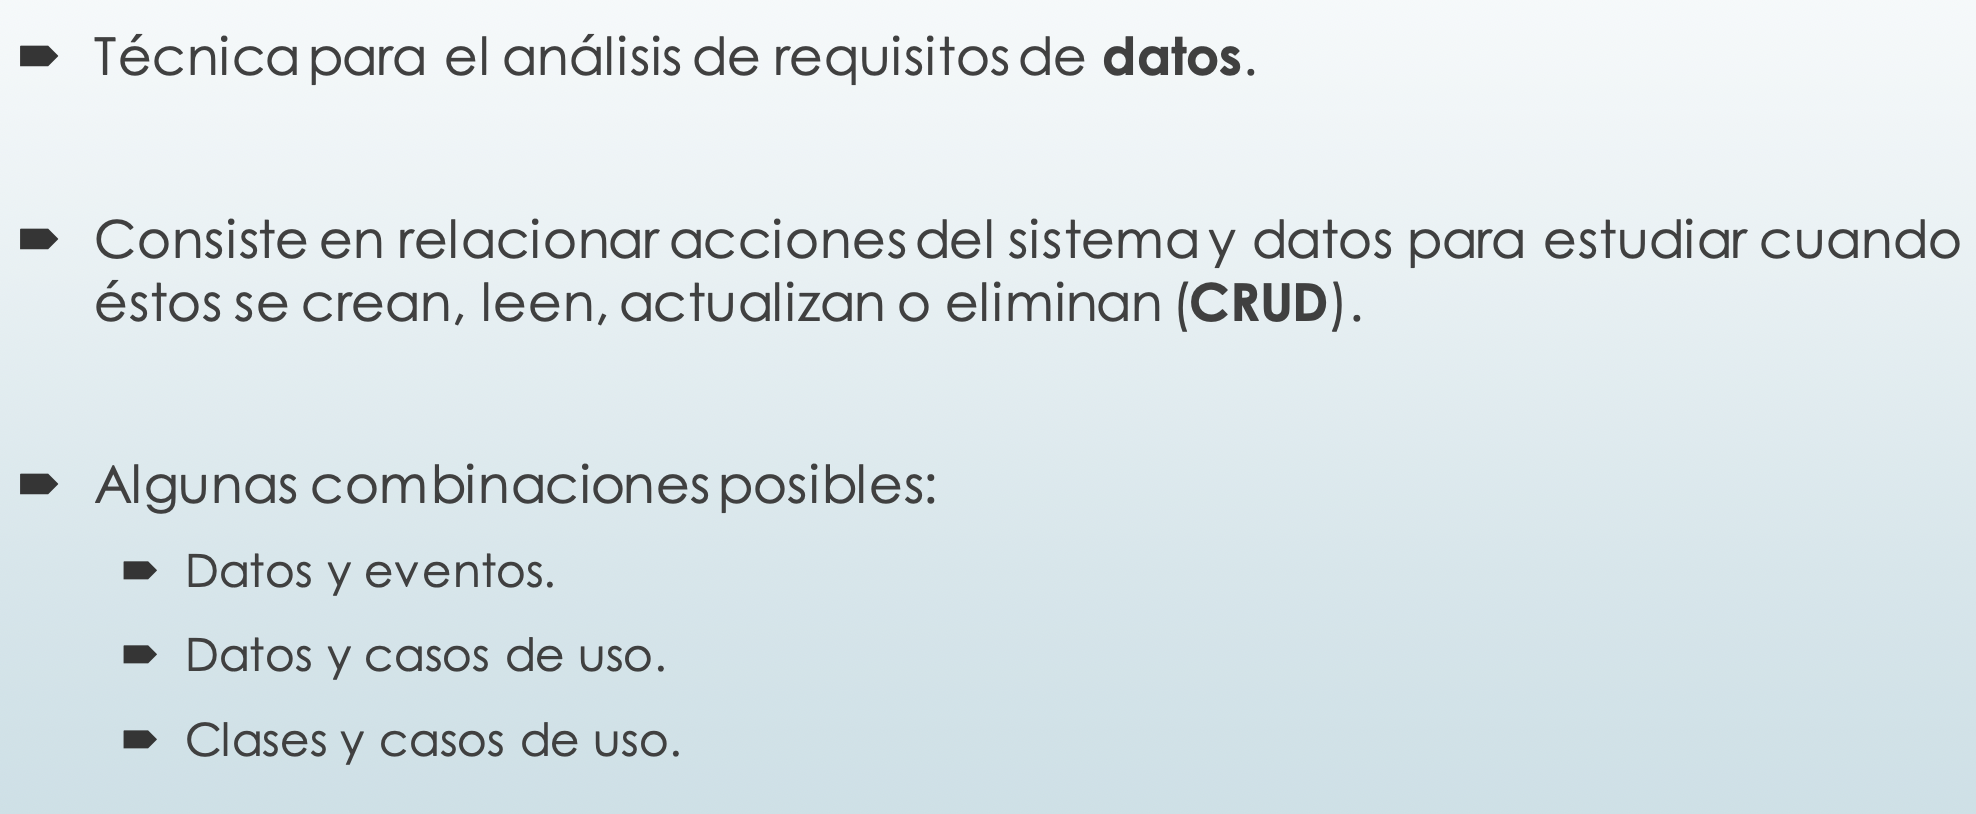 Técnica para el análisis de requisitos de datos.
Consiste en relacionar acciones del sistema y datos para estudiar cuando
éstos se crean, leen, actualizan o eliminan (CRUD).
Algunas combinaciones posibles:
Datos y eventos.
Datos y casos de uso.
Clases y casos de uso.